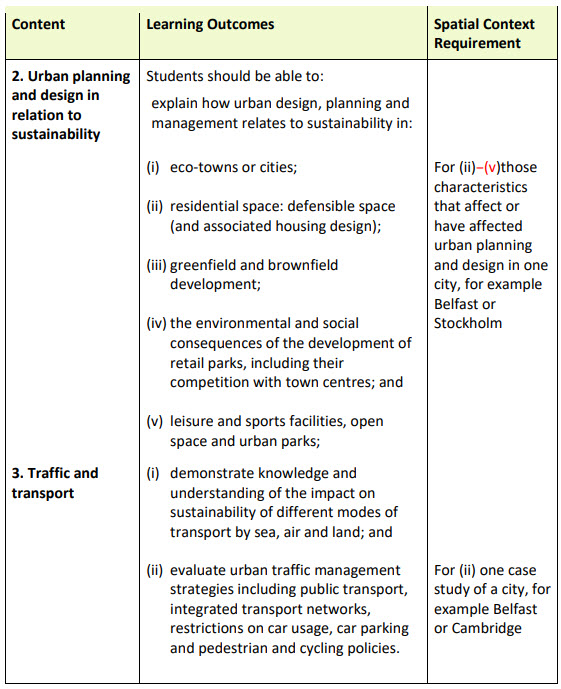 Content
Learning Outcomes
Spatial Context
Requirement
2. Urban planning
and design in
relation to
sustainability
Students should be able to:
explain how urban design, planning and
management relates to sustainability in:
(i) eco-towns or cities;
(ii) residential space: defensible space
(and associated housing design);
(iii) greenfield and brownfield
development;
(iv) the environmental and social
consequences of the development of
retail parks, including their
competition with town centres; and
(v) leisure and sports facilities, open
space and urban parks;
For (ii)–(v)those
characteristics
that affect or
have affected
urban planning
and design in one
city, for example
Belfast or
Stockholm
3. Traffic and
transport
(i) demonstrate knowledge and
understanding of the impact on
sustainability of different modes of
transport by sea, air and land; and
(ii) evaluate urban traffic management
strategies including public transport,
integrated transport networks,
restrictions on car usage, car parking
and pedestrian and cycling policies.
For (ii) one case
study of a city, for
example Belfast
or Cambridge